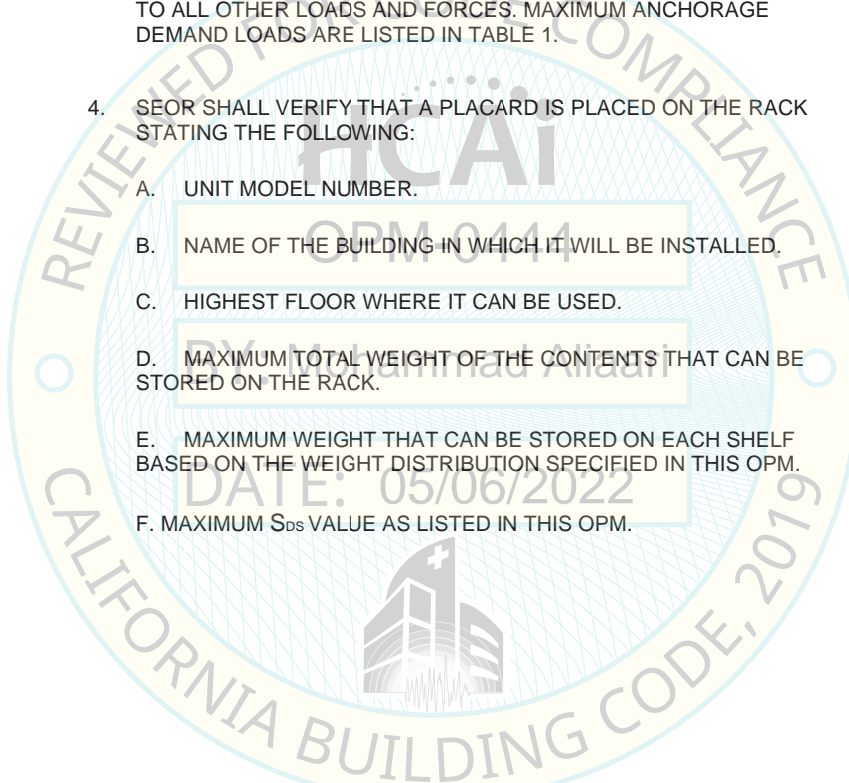 TO ALL OTHER LOADS AND FORCES. MAXIMUM ANCHORAGE
DEMAND LOADS ARE LISTED IN TABLE 1.
4. SEOR SHALL VERIFY THAT A PLACARD IS PLACED ON THE RACK
STATING THE FOLLOWING:
A. UNIT MODEL NUMBER.
B. NAME OF THE BUILDING IN WHICH IT WILL BE INSTALLED.
C. HIGHEST FLOOR WHERE IT CAN BE USED.
D. MAXIMUM TOTAL WEIGHT OF THE CONTENTS THAT CAN BE
STORED ON THE RACK.
E. MAXIMUM WEIGHT THAT CAN BE STORED ON EACH SHELF
BASED ON THE WEIGHT DISTRIBUTION SPECIFIED IN THIS OPM.
F. MAXIMUM SDS VALUE AS LISTED IN THIS OPM.
REVIEWED FOR CODE COMPLIANCE
HCAi
OPM-0444
BY: Mohammad Aliaari
DATE: 05/06/2022
CALIFORNIA BUILDING CODE, 2019